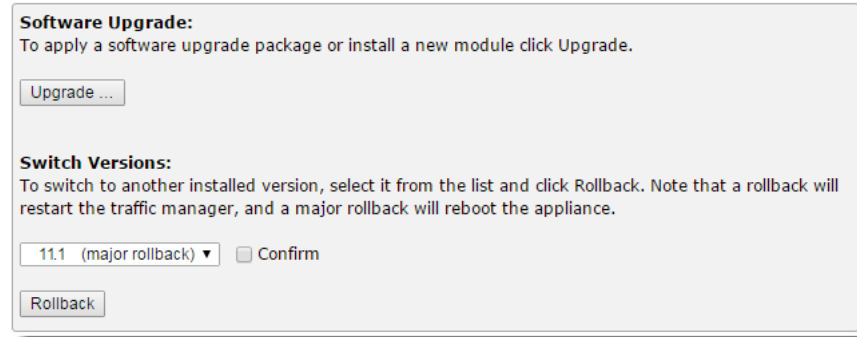 Software Upgrade:
To apply a software upgrade package or install a new module click Upgrade.
Upgrade ...
Switch Versions:
To switch to another installed version, select it from the list and click Rollback. Note that a rollback will
restart the traffic manager, and a major rollback will reboot the appliance.
11.1 (major rollback) ▼ Confirm
Rollback